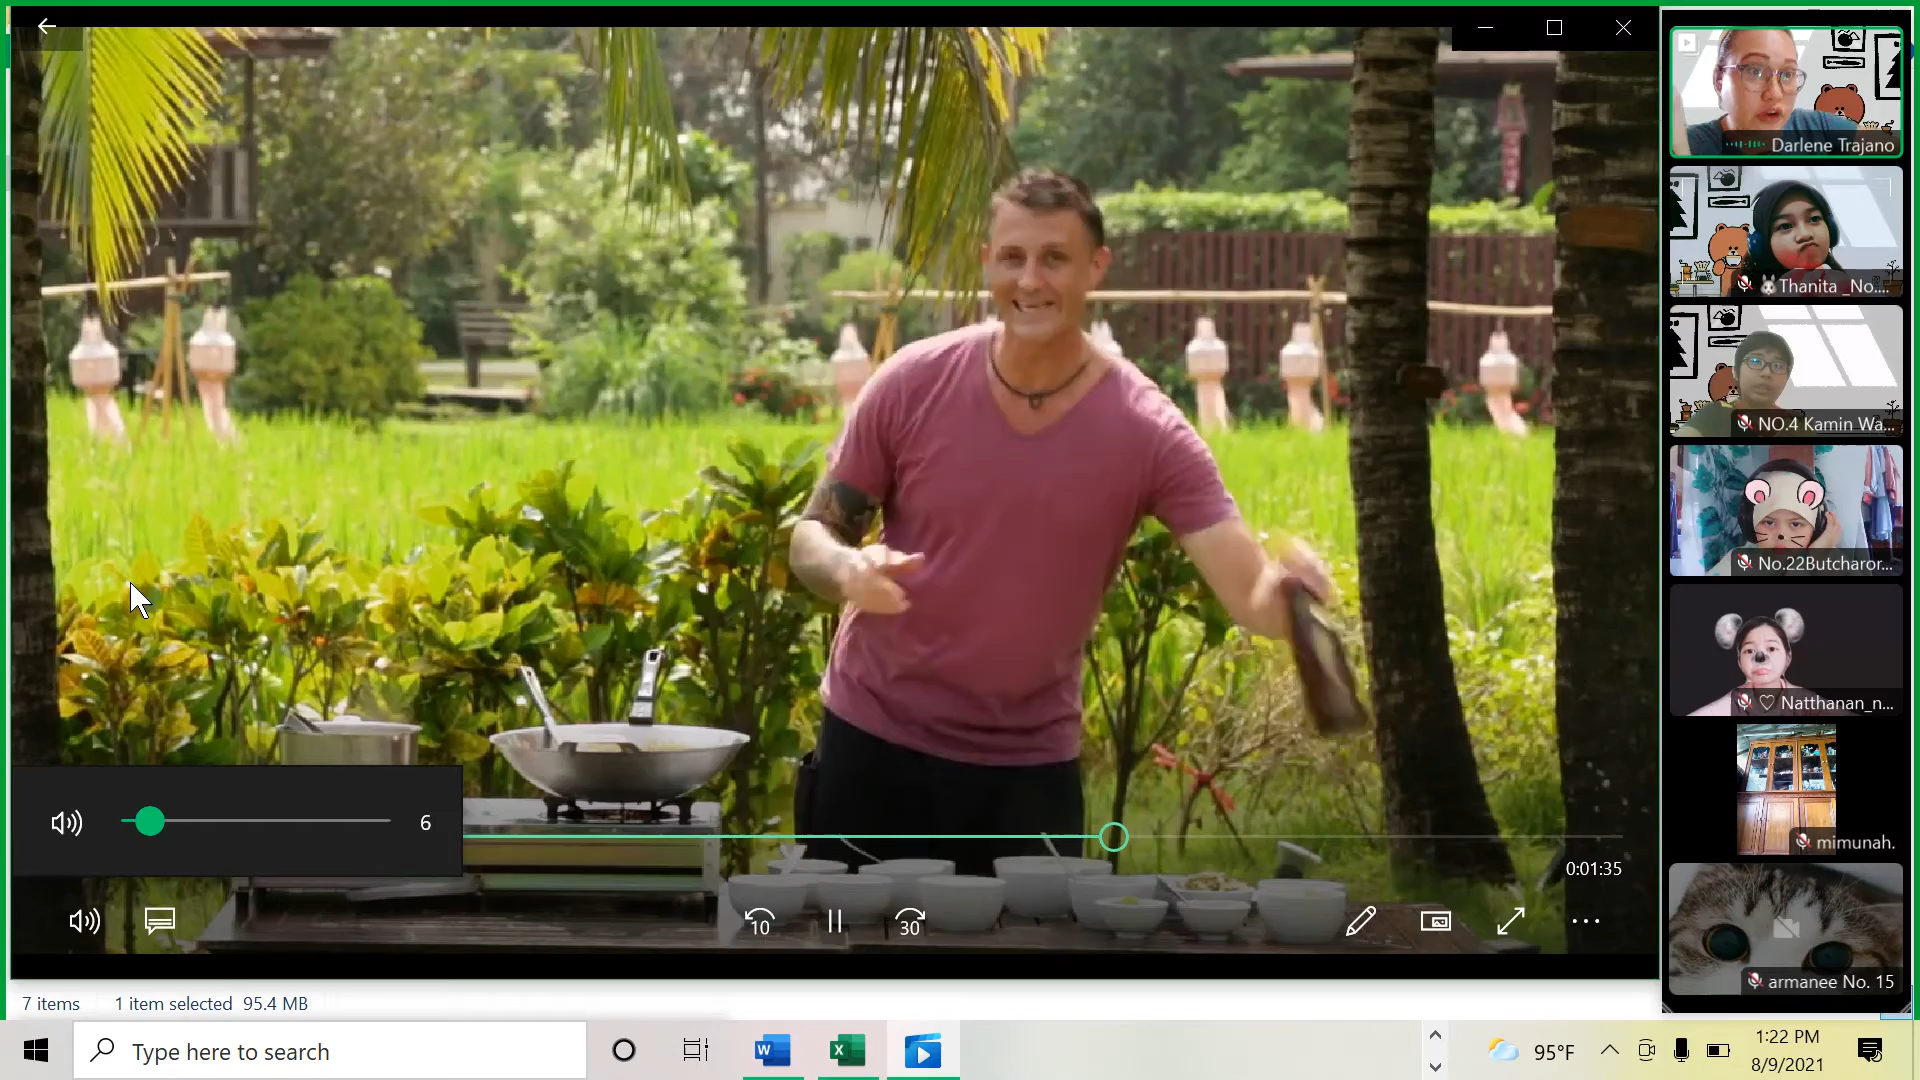 Darlene Trajano
Thanita _No....
NO.4 Kamin Wa...
No.22Butcharor...
♡ Natthanan_n...
mimunah.
armanee No. 15
6
0:01:35
10
30
7 items 1 item selected 95.4 MB
Type here to search
W
X
95°F
1:22 PM
8/9/2021